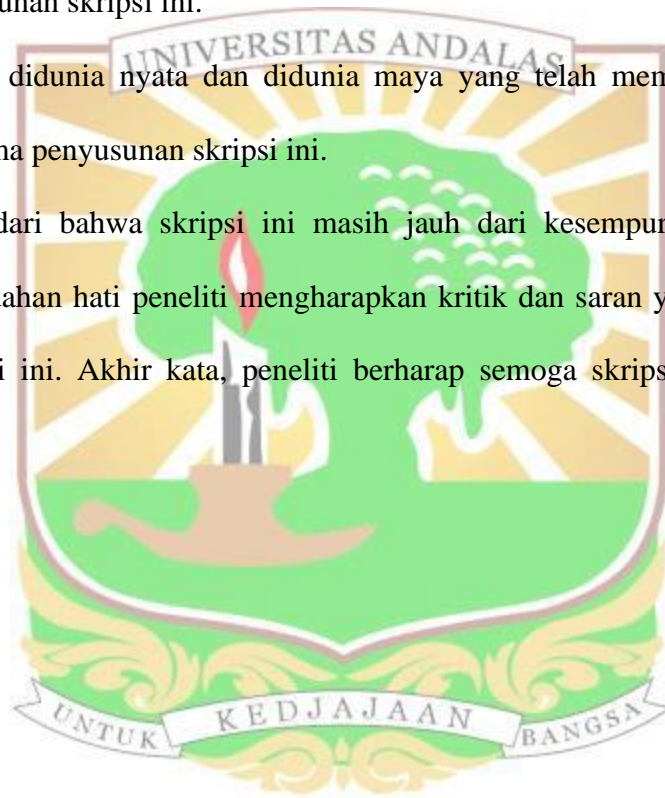 unan skripsi ini.
UNIVERSITAS ANDALAS
didunia nyata dan didunia maya yang telah mem
na penyusunan skripsi ini.
dari bahwa skripsi ini masih jauh dari kesempur
ahan hati peneliti mengharapkan kritik dan saran y
i ini. Akhir kata, peneliti berharap semoga skrips
UNTUK KEDJAJAAN BANGSA